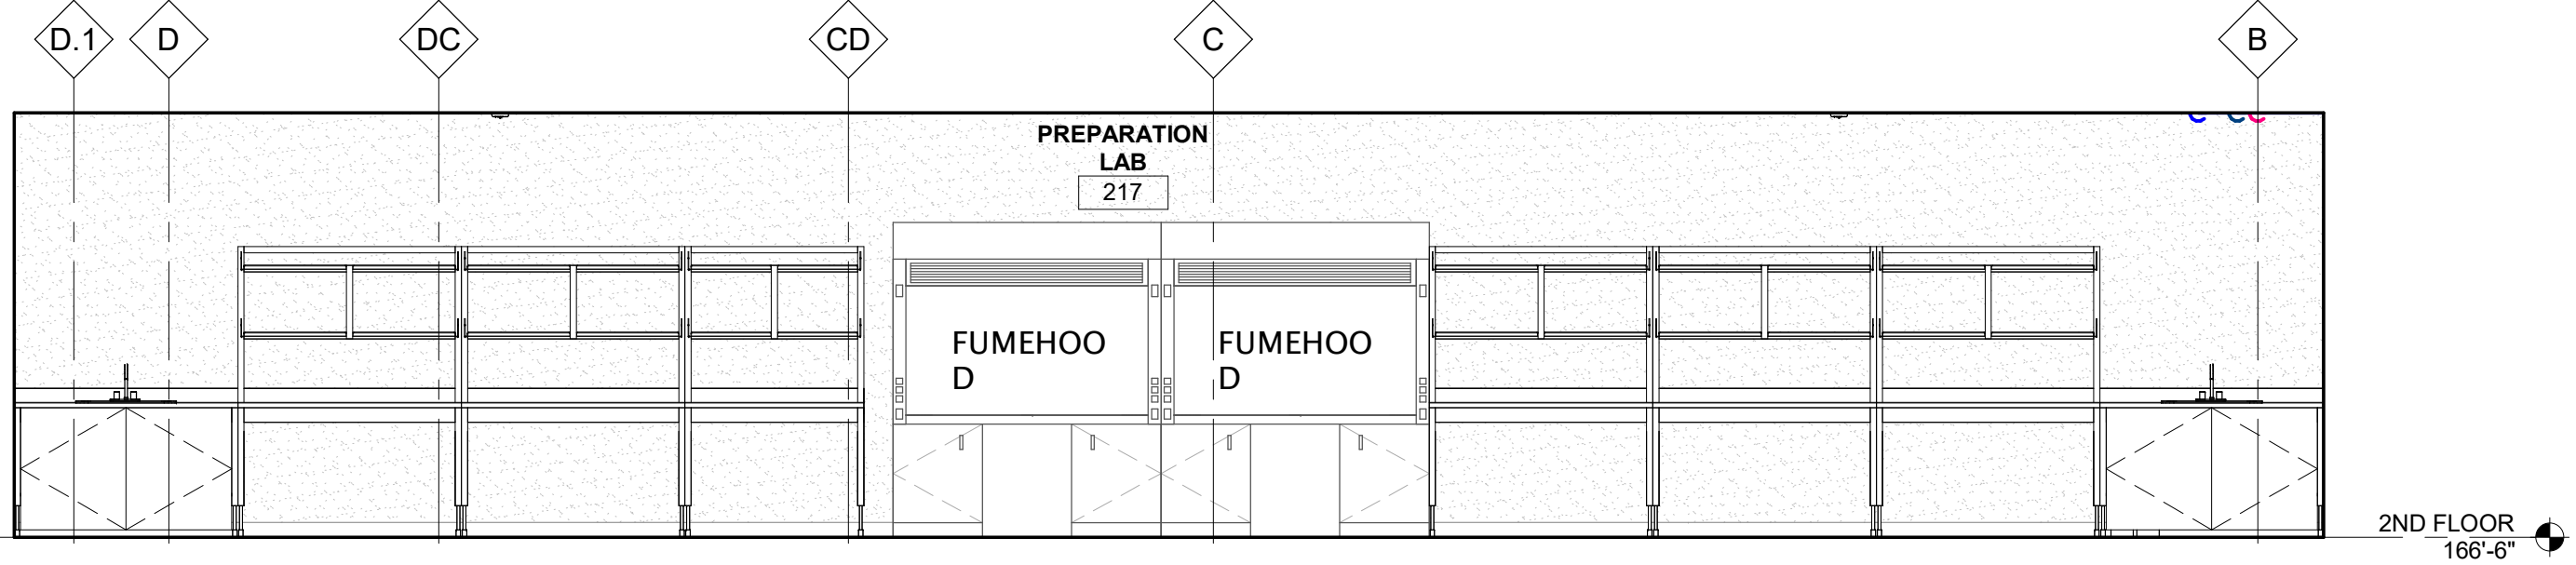 D.1 D DC CD C B
PREPARATION
LAB
217
FUMEHOO
D
FUMEHOO
D
2ND FLOOR
166'-6"